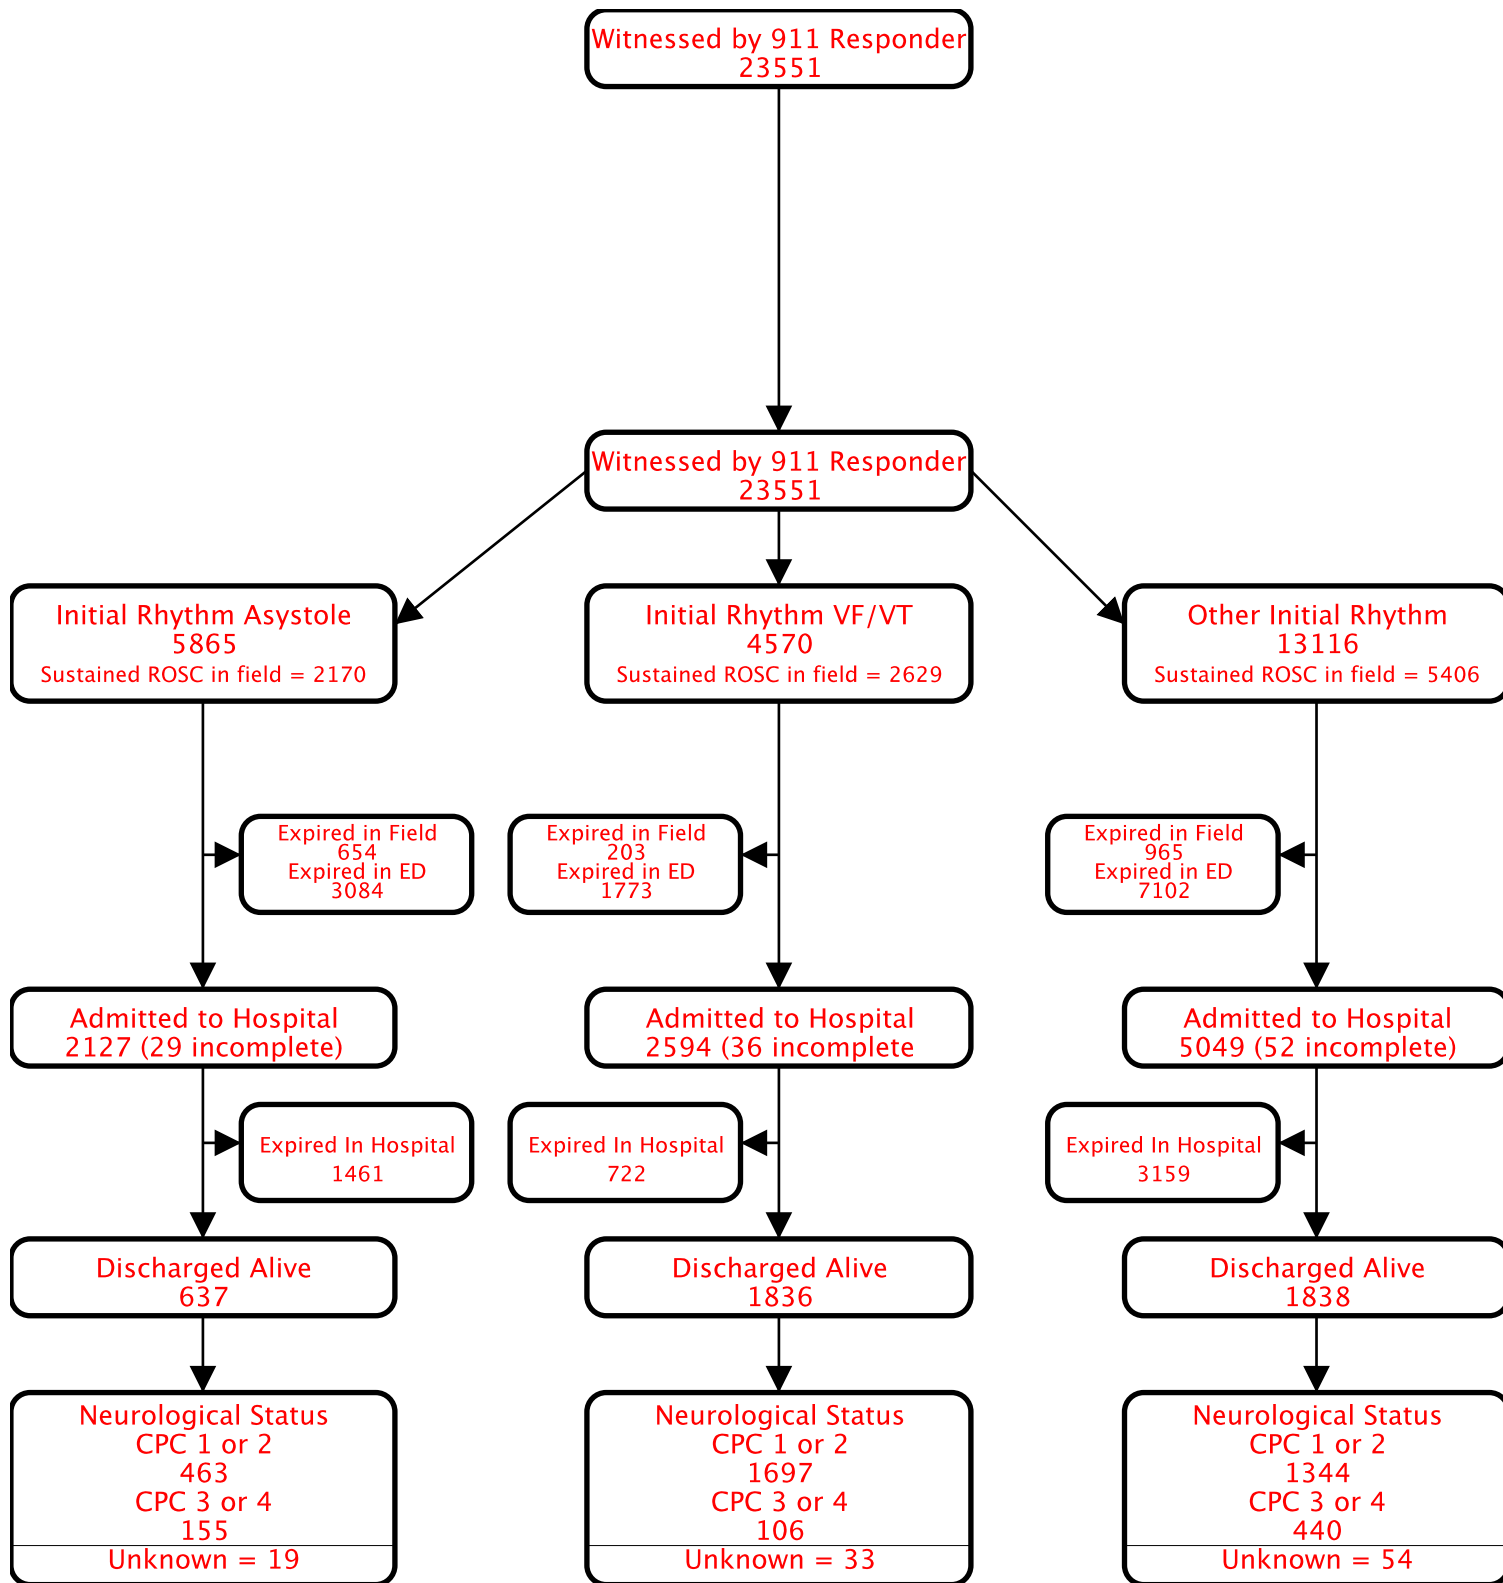 Witnessed by 911 Responder
23551
Witnessed by 911 Responder
23551
Initial Rhythm Asystole
5865
Sustained ROSC in field = 2170
Initial Rhythm VF/VT
4570
Sustained ROSC in field = 2629
Other Initial Rhythm
13116
Sustained ROSC in field = 5406
Expired in Field
654
Expired in ED
3084
Expired in Field
203
Expired in ED
1773
Expired in Field
965
Expired in ED
7102
Admitted to Hospital
2127 (29 incomplete)
Admitted to Hospital
2594 (36 incomplete
Admitted to Hospital
5049 (52 incomplete)
Expired In Hospital
1461
Expired In Hospital
722
Expired In Hospital
3159
Discharged Alive
637
Discharged Alive
1836
Discharged Alive
1838
Neurological Status
CPC 1 or 2
463
CPC 3 or 4
155
Unknown = 19
Neurological Status
CPC 1 or 2
1697
CPC 3 or 4
106
Unknown = 33
Neurological Status
CPC 1 or 2
1344
CPC 3 or 4
440
Unknown = 54